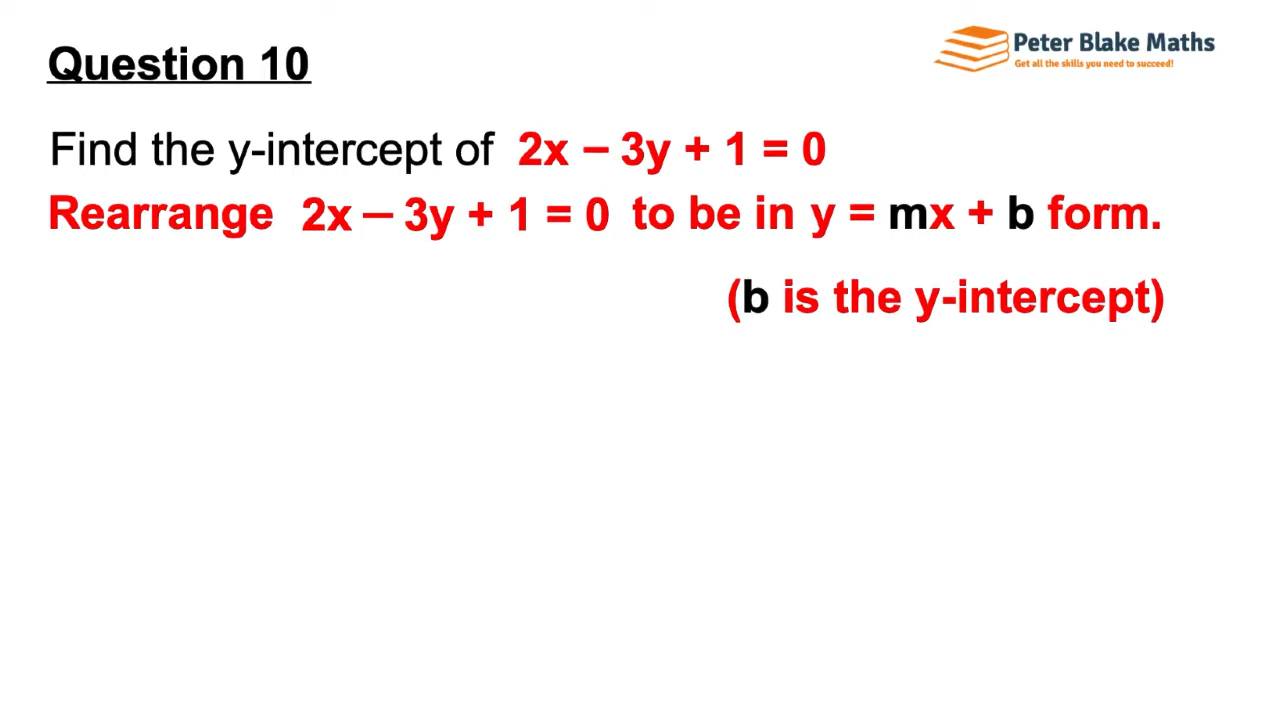 Question 10
Peter Blake Maths
Get all the skills you need to succeed!
Find the y-intercept of 2x – 3y + 1 = 0
Rearrange 2x – 3y + 1 = 0 to be in y = mx + b form.
(b is the y-intercept)